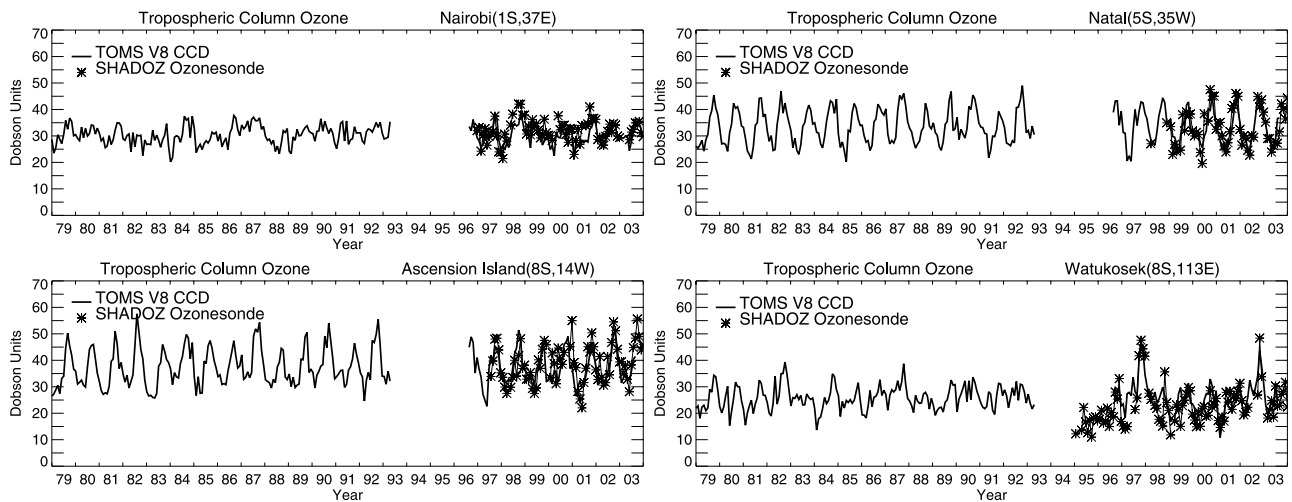 Tropospheric Column Ozone Nairobi(1S,37E)
70
60
50
40
30
20
10
0
Dobson Units
TOMS V8 CCD
SHADOZ Ozonesonde
79 80 81 82 83 84 85 86 87 88 89 90 91 92 93 94 95 96 97 98 99 00 01 02 03
Year
Tropospheric Column Ozone Natal(5S,35W)
70
60
50
40
30
20
10
0
Dobson Units
TOMS V8 CCD
SHADOZ Ozonesonde
79 80 81 82 83 84 85 86 87 88 89 90 91 92 93 94 95 96 97 98 99 00 01 02 03
Year
Tropospheric Column Ozone Ascension Island(8S,14W)
70
60
50
40
30
20
10
0
Dobson Units
TOMS V8 CCD
SHADOZ Ozonesonde
79 80 81 82 83 84 85 86 87 88 89 90 91 92 93 94 95 96 97 98 99 00 01 02 03
Year
Tropospheric Column Ozone Watukosek(8S,113E)
70
60
50
40
30
20
10
0
Dobson Units
TOMS V8 CCD
SHADOZ Ozonesonde
79 80 81 82 83 84 85 86 87 88 89 90 91 92 93 94 95 96 97 98 99 00 01 02 03
Year